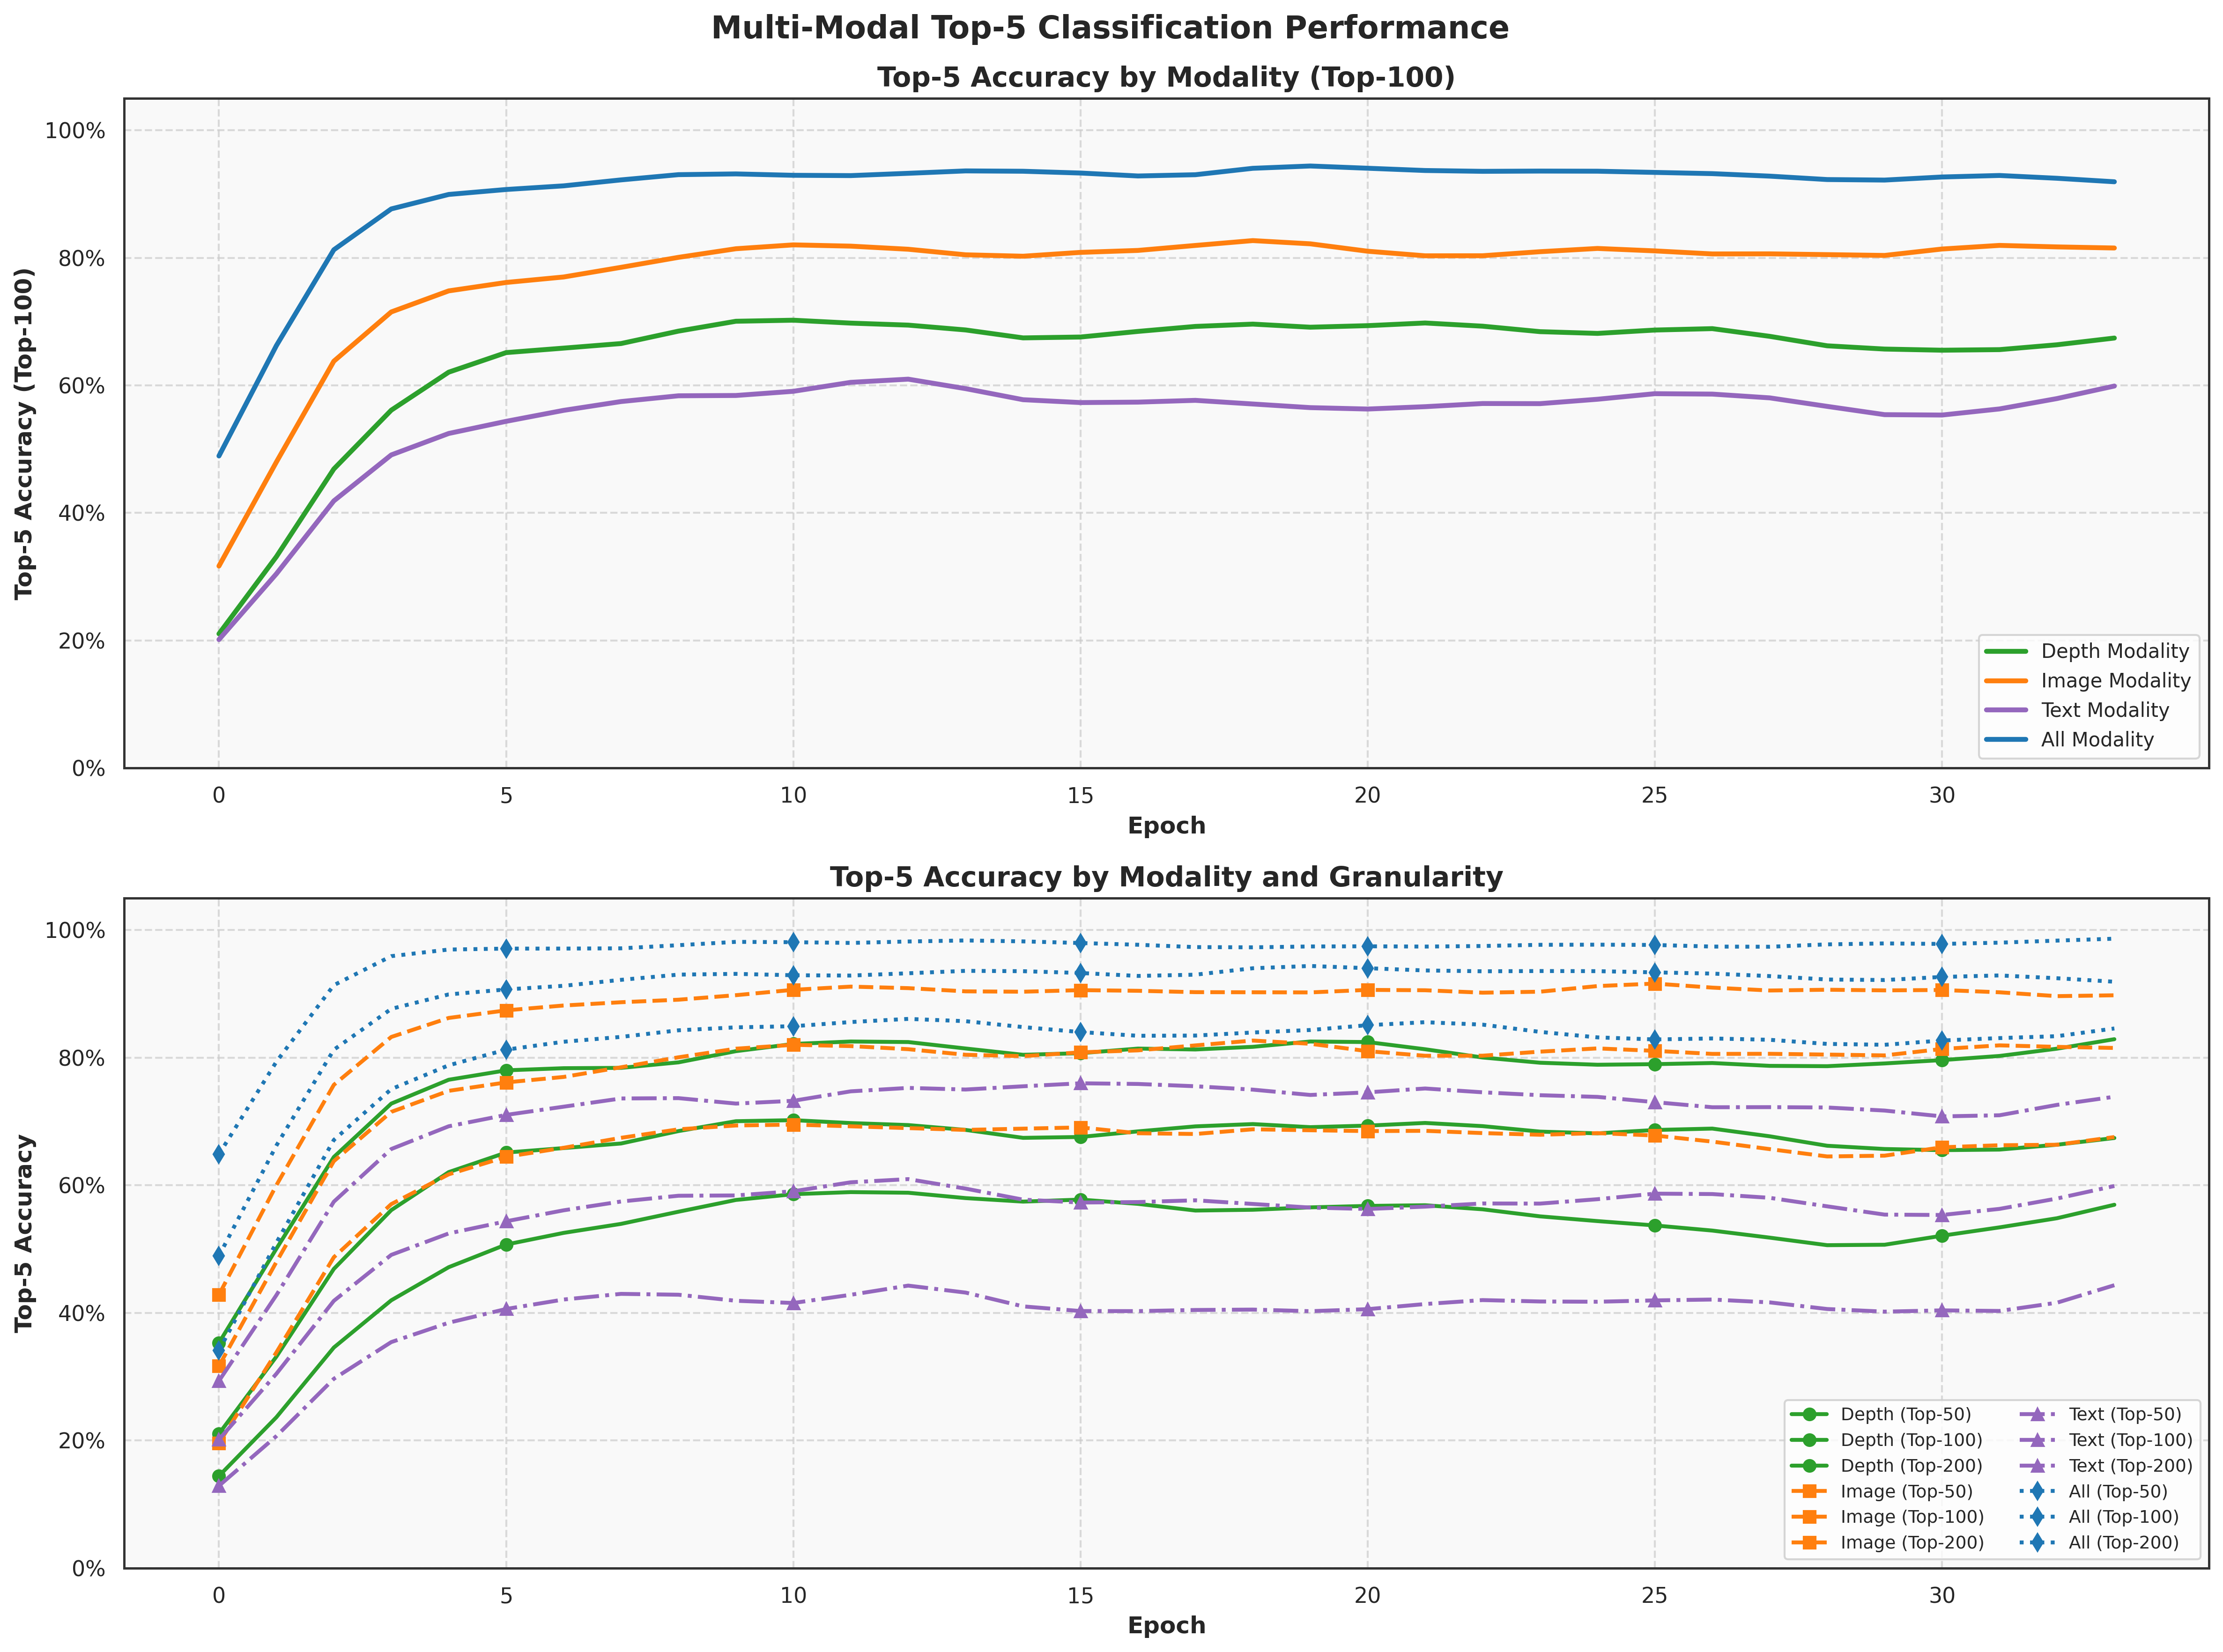 Multi-Modal Top-5 Classification Performance
Top-5 Accuracy by Modality (Top-100)
Top-5 Accuracy (Top-100)
100%
80%
60%
40%
20%
0%
0 5 10 15 20 25 30
Epoch
Depth Modality
Image Modality
Text Modality
All Modality
Top-5 Accuracy by Modality and Granularity
Top-5 Accuracy
100%
80%
60%
40%
20%
0%
0 5 10 15 20 25 30
Epoch
Depth (Top-50)
Depth (Top-100)
Depth (Top-200)
Image (Top-50)
Image (Top-100)
Image (Top-200)
Text (Top-50)
Text (Top-100)
Text (Top-200)
All (Top-50)
All (Top-100)
All (Top-200)